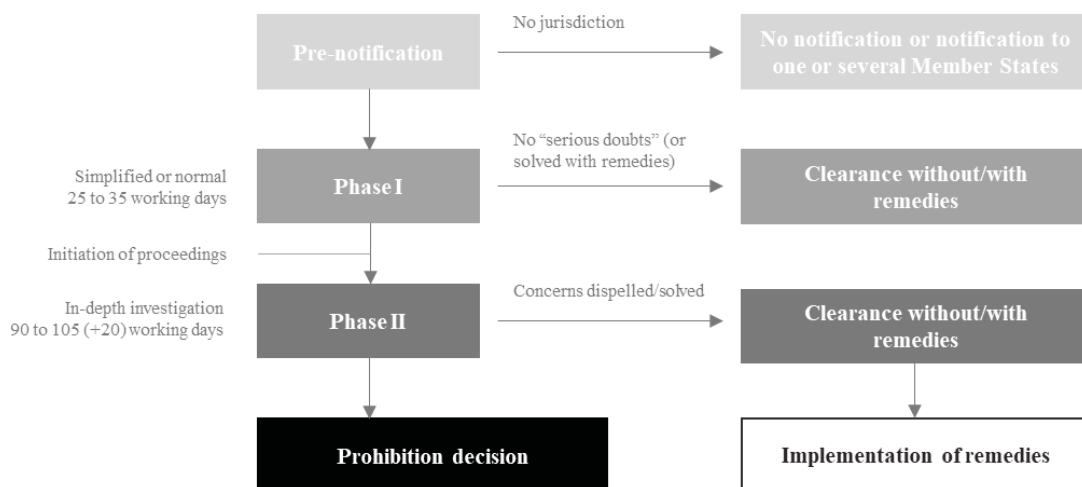 No jurisdiction
Pre-notification
No notification or notification to
one or several Member States
No “serious doubts” (or
solved with remedies)
Simplified or normal
25 to 35 working days
Phase I
Clearance without/with
remedies
Initiation of proceedings
Concerns dispelled/solved
In-depth investigation
90 to 105 (+20) working days
Phase II
Clearance without/with
remedies
Prohibition decision
Implementation of remedies